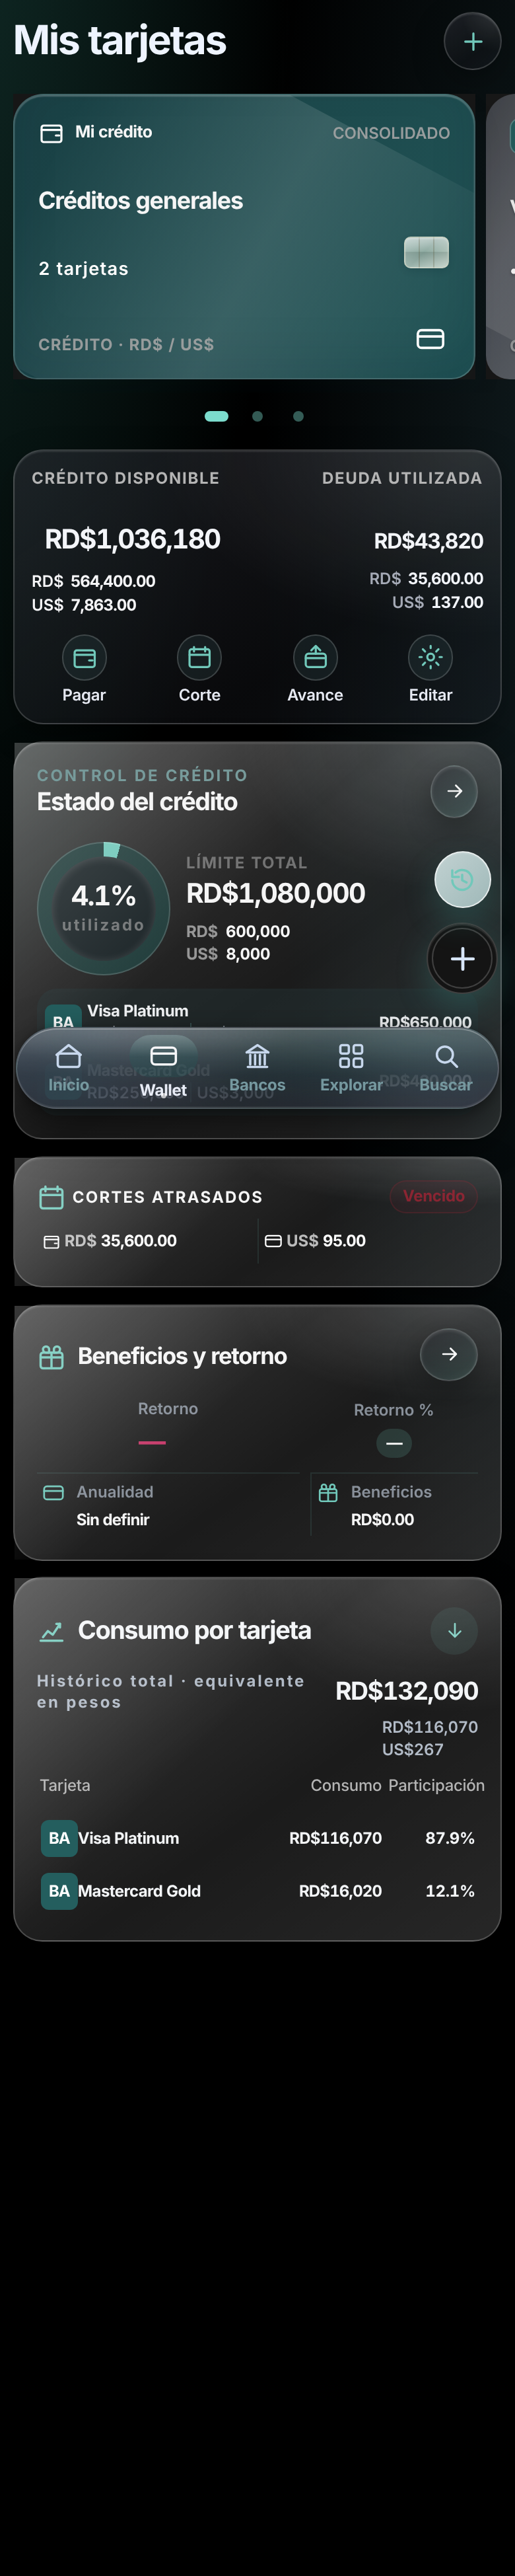 Mis tarjetas
Mi crédito
CONSOLIDADO
Créditos generales
2 tarjetas
CRÉDITO · RD$ / US$
CRÉDITO DISPONIBLE
DEUDA UTILIZADA
RD$1,036,180
RD$43,820
RD$ 564,400.00
RD$ 35,600.00
US$ 7,863.00
US$ 137.00
Pagar
Corte
Avance
Editar
CONTROL DE CRÉDITO
Estado del crédito
4.1%
utilizado
LÍMITE TOTAL
RD$1,080,000
RD$ 600,000
US$ 8,000
BA
Visa Platinum
RD$650,000
Mastercard Gold
US$3,000
Inicio
Wallet
Bancos
Explorar
Buscar
CORTES ATRASADOS
Vencido
RD$ 35,600.00
US$ 95.00
Beneficios y retorno
Retorno
Retorno %
—
—
Anualidad
Beneficios
Sin definir
RD$0.00
Consumo por tarjeta
Histórico total · equivalente
en pesos
RD$132,090
RD$116,070
US$267
Tarjeta
Consumo
Participación
BA
Visa Platinum
RD$116,070
87.9%
BA
Mastercard Gold
RD$16,020
12.1%